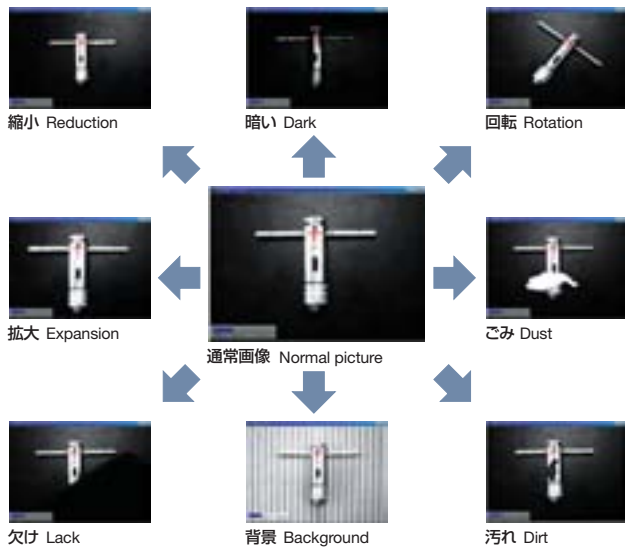 縮小 Reduction
暗い Dark
回転 Rotation
拡大 Expansion
通常画像 Normal picture
ごみ Dust
欠け Lack
背景 Background
汚れ Dirt